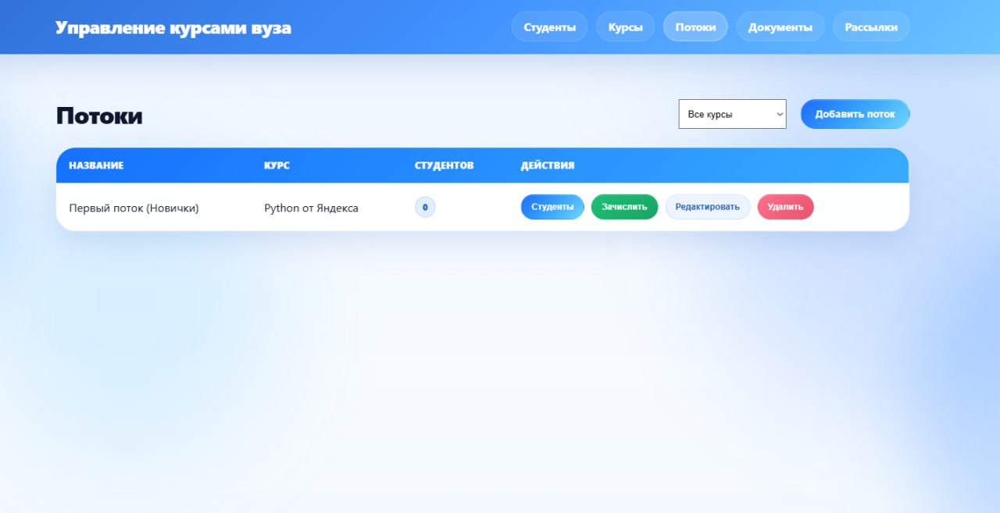 Управление курсами вуза
Студенты
Курсы
Потоки
Документы
Рассылки
Потоки
Все курсы
Добавить поток
НАЗВАНИЕ КУРС СТУДЕНТОВ ДЕЙСТВИЯ
Первый поток (Новички) Python от Яндекса 0 Студенты Зачислить Редактировать Удалить